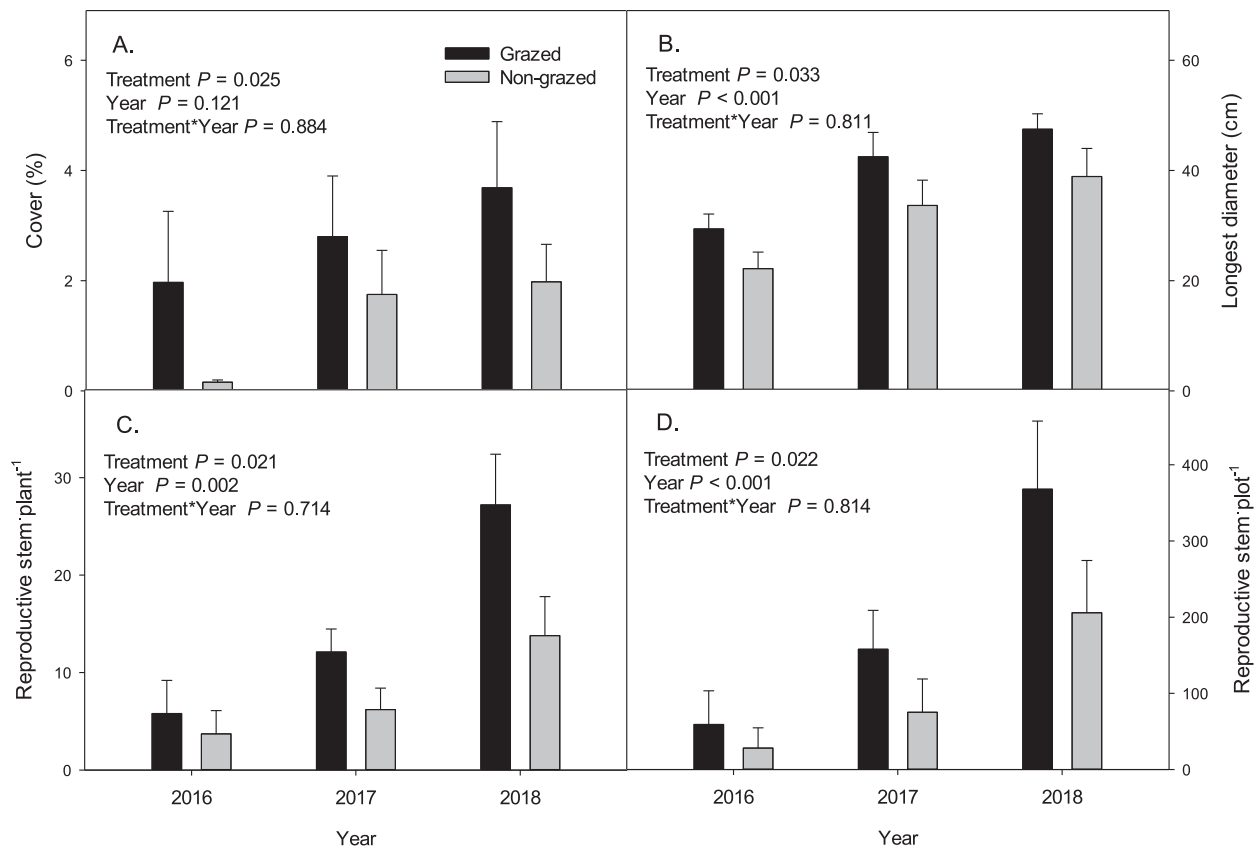 A.
Treatment P = 0.025
Year P = 0.121
Treatment*Year P = 0.884
Grazed
Non-grazed
6
4
2
0
Cover (%)
B.
Treatment P = 0.033
Year P < 0.001
Treatment*Year P = 0.811
60
40
20
0
Longest diameter (cm)
C.
Treatment P = 0.021
Year P = 0.002
Treatment*Year P = 0.714
30
20
10
0
Reproductive stem·plant⁻¹
2016 2017 2018
Year
D.
Treatment P = 0.022
Year P < 0.001
Treatment*Year P = 0.814
400
300
200
100
0
Reproductive stem·plot⁻¹
2016 2017 2018
Year